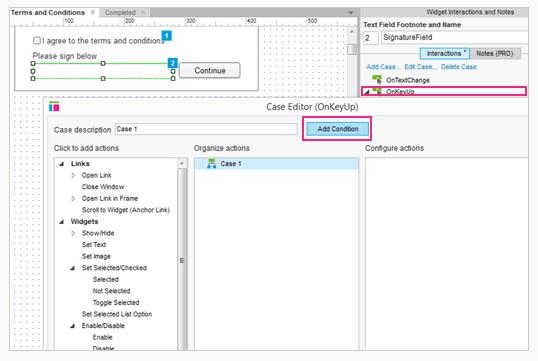 Terms and Conditions
Completed
Widget Interactions and Notes
100
200
300
400
500
Text Field Footnote and Name
2 SignatureField
I agree to the terms and conditions
1
Please sign below
2
Continue
Interactions * Notes (PRO)
Add Case... Edit Case... Delete Case
OnTextChange
OnKeyUp
Case Editor (OnKeyUp)
Case description Case 1
Add Condition
Click to add actions
Organize actions
Configure actions
Links
Open Link
Close Window
Open Link in Frame
Scroll to Widget (Anchor Link)
Widgets
Show/Hide
Set Text
Set Image
Set Selected/Checked
Selected
Not Selected
Toggle Selected
Set Selected List Option
Enable/Disable
Enable
Disable
Case 1